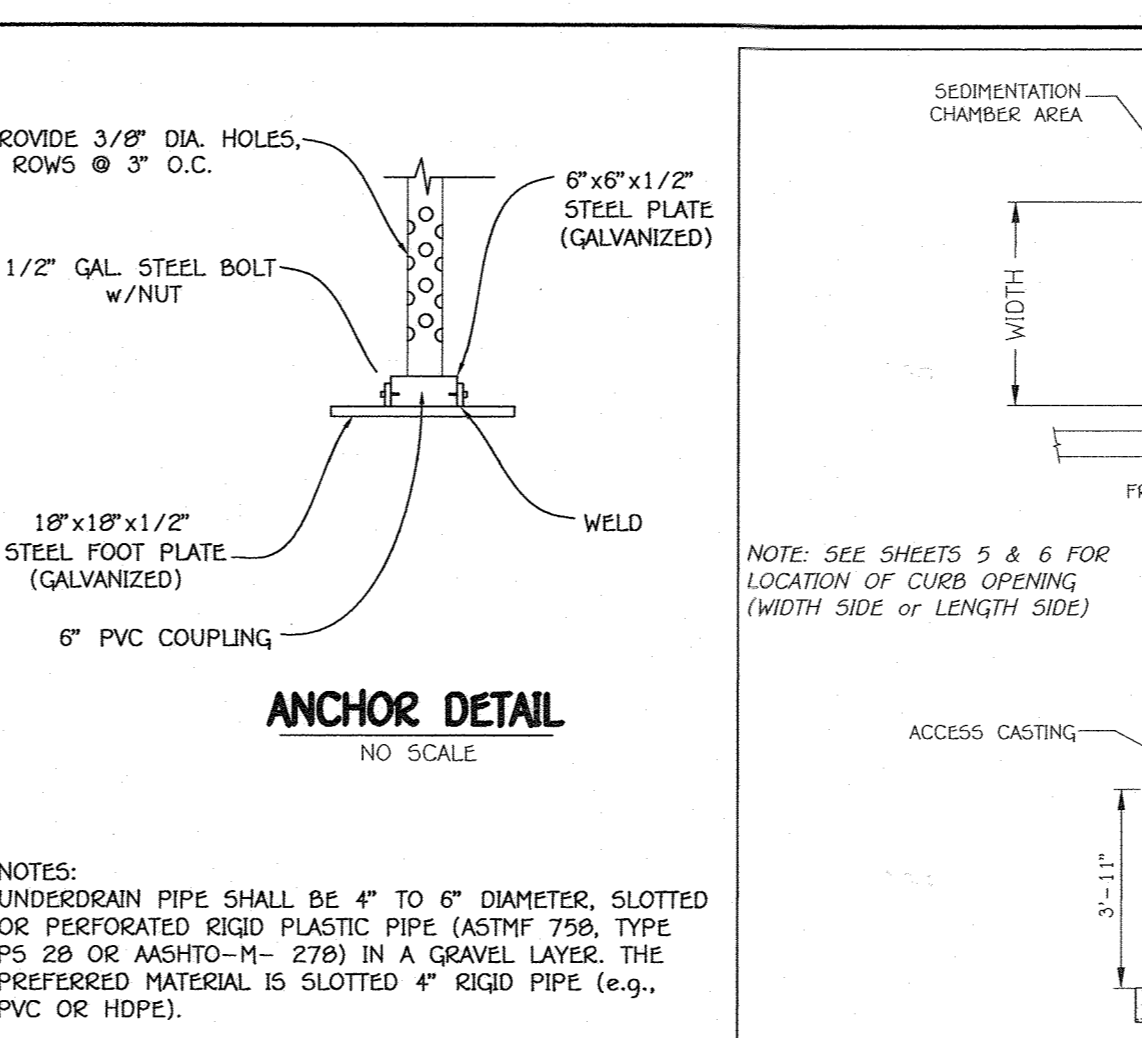 ROVIDE 3/8" DIA. HOLES,
ROWS @ 3" O.C.
6"x6"x1/2"
STEEL PLATE
(GALVANIZED)
1/2" GAL. STEEL BOLT
w/NUT
18"x18"x1/2"
STEEL FOOT PLATE
(GALVANIZED)
WELD
6" PVC COUPLING
ANCHOR DETAIL
NO SCALE
NOTES:
UNDERDRAIN PIPE SHALL BE 4" TO 6" DIAMETER, SLOTTED
OR PERFORATED RIGID PLASTIC PIPE (ASTMF 758, TYPE
PS 28 OR AASHTO-M- 278) IN A GRAVEL LAYER. THE
PREFERRED MATERIAL IS SLOTTED 4" RIGID PIPE (e.g.,
PVC OR HDPE).
SEDIMENTATION
CHAMBER AREA
WIDTH
FR
NOTE: SEE SHEETS 5 & 6 FOR
LOCATION OF CURB OPENING
(WIDTH SIDE or LENGTH SIDE)
ACCESS CASTING
3'-11"